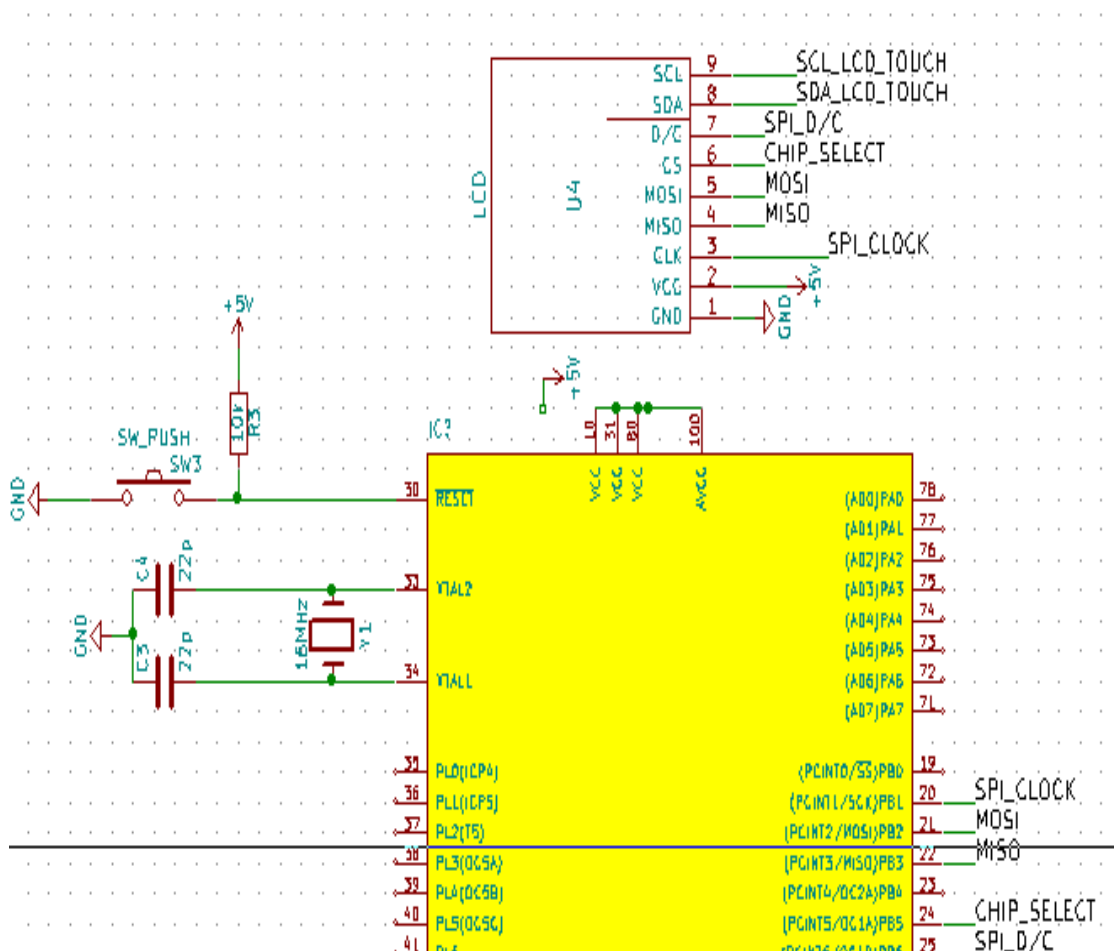 SCL 9 SCL_LCD_TOUCH
SDA 8 SDA_LCD_TOUCH
D/C 7 SPI_D/C
CS 6 CHIP_SELECT
MOSI 5 MOSI
MISO 4 MISO
CLK 3 SPI_CLOCK
VCC 2 +5V
GND 1 GND
LCD
U4
+5V
10k
R3
SW_PUSH
SW3
GND
+5V
10 31 80 100
VCC VCC VCC AVCC
30 RESET
C4
22p
33 XTAL2
GND
16MHz
Y1
C3
22p
34 XTAL1
(AD0)PA0 78
(AD1)PA1 77
(AD2)PA2 76
(AD3)PA3 75
(AD4)PA4 74
(AD5)PA5 73
(AD6)PA6 72
(AD7)PA7 71
35 PL0(ICP4) (PCINT0/SS)PB0 19
36 PL1(ICP5) (PCINT1/SCK)PB1 20 SPI_CLOCK
37 PL2(T5) (PCINT2/MOSI)PB2 21 MOSI
38 PL3(OC5A) (PCINT3/MISO)PB3 22 MISO
39 PL4(OC5B) (PCINT4/OC2A)PB4 23
40 PL5(OC5C) (PCINT5/OC1A)PB5 24 CHIP_SELECT
41 25 SPI_D/C